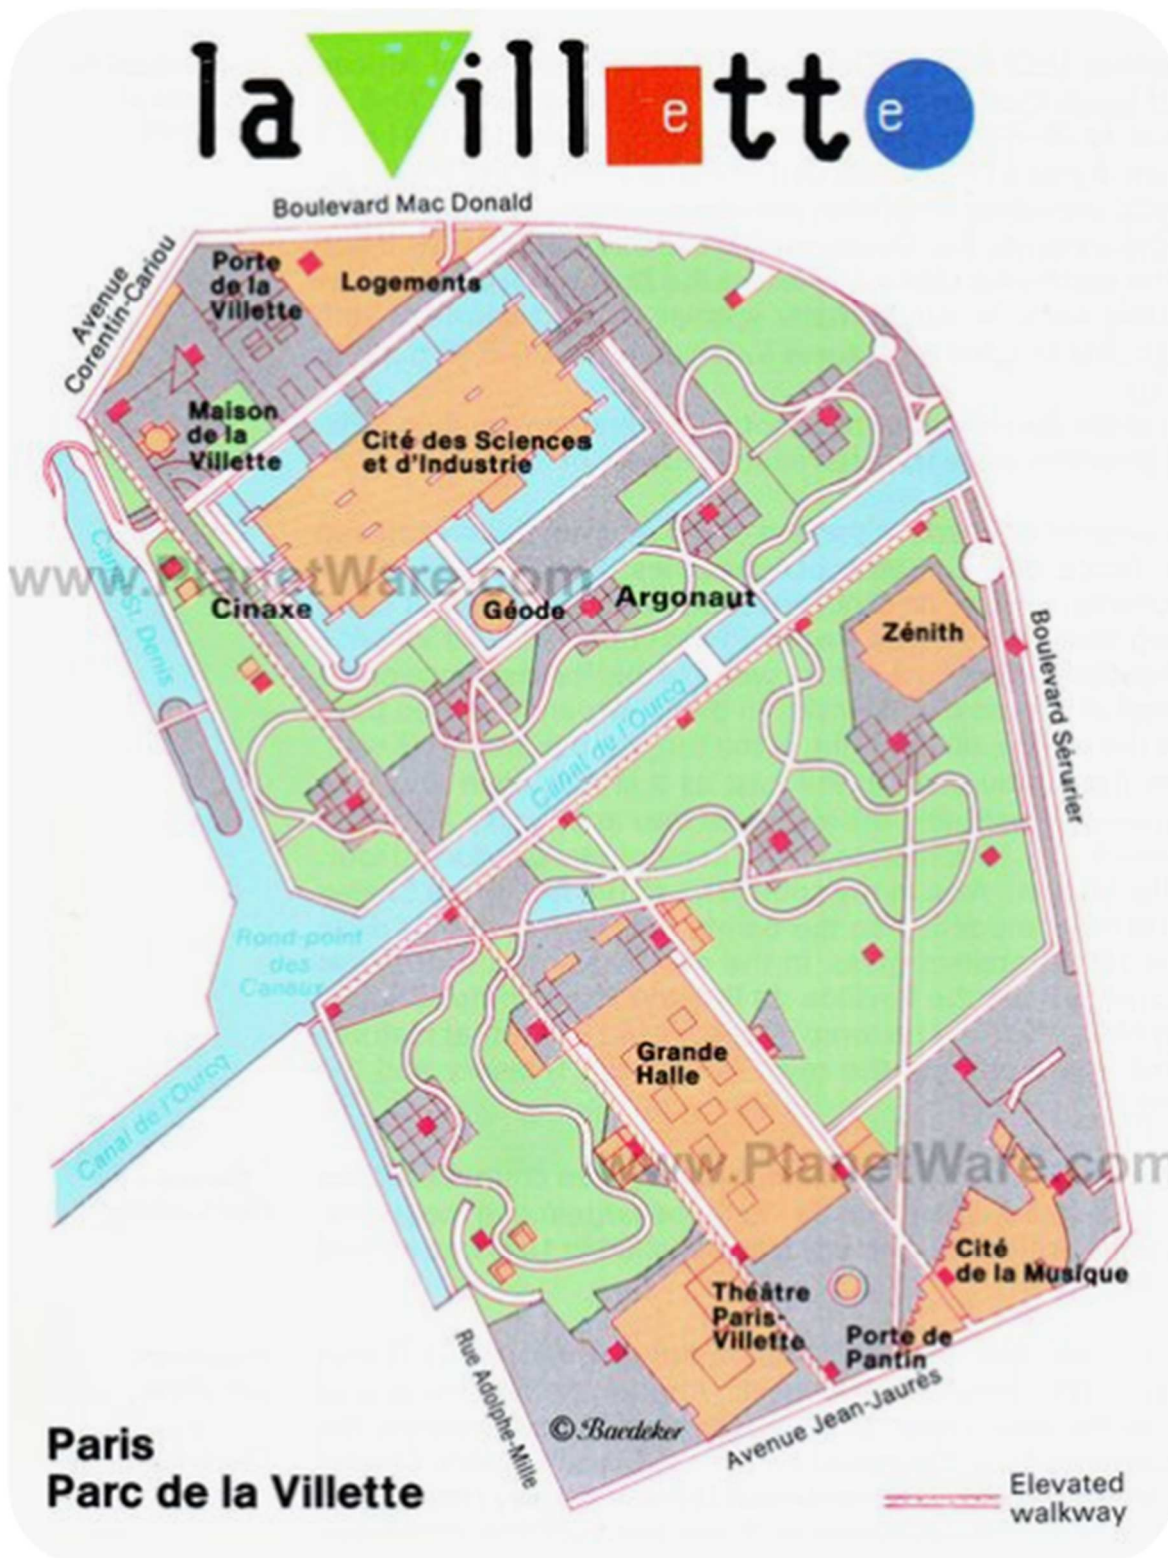 la Villette
Boulevard Mac Donald
Avenue
Corentin-Cariou
Porte
de la
Villette
Logements
Maison
de la
Villette
Cité des Sciences
et d'Industrie
Canal St. Denis
www.PlanetWare.com
Cinaxe
Géode
Argonaut
Zénith
Boulevard Sérurier
Canal de l'Ourcq
Rond-point
des
Canaux
Canal de l'Ourcq
Grande
Halle
www.PlanetWare.com
Cité
de la Musique
Théâtre
Paris-
Villette
Porte de
Pantin
Rue Adolphe-Mille
Avenue Jean-Jaurès
© Baedeker
Paris
Parc de la Villette
Elevated
walkway